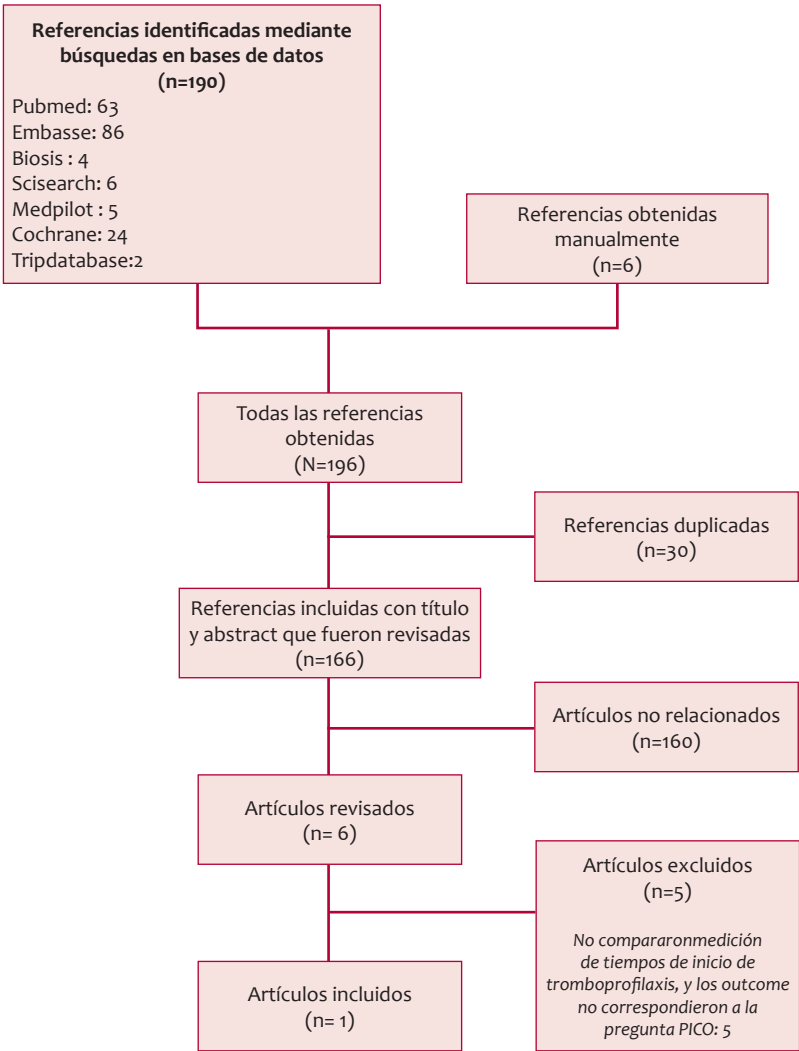 Referencias identificadas mediante
búsquedas en bases de datos
(n=190)
Pubmed: 63
Embasse: 86
Biosis : 4
Scisearch: 6
Medpilot : 5
Cochrane: 24
Tripdatabase:2
Referencias obtenidas
manualmente
(n=6)
Todas las referencias
obtenidas
(N=196)
Referencias duplicadas
(n=30)
Referencias incluidas con título
y abstract que fueron revisadas
(n=166)
Artículos no relacionados
(n=160)
Artículos revisados
(n= 6)
Artículos excluidos
(n=5)
No compararonmedición
de tiempos de inicio de
tromboprofilaxis, y los outcome
no correspondieron a la
pregunta PICO: 5
Artículos incluidos
(n= 1)